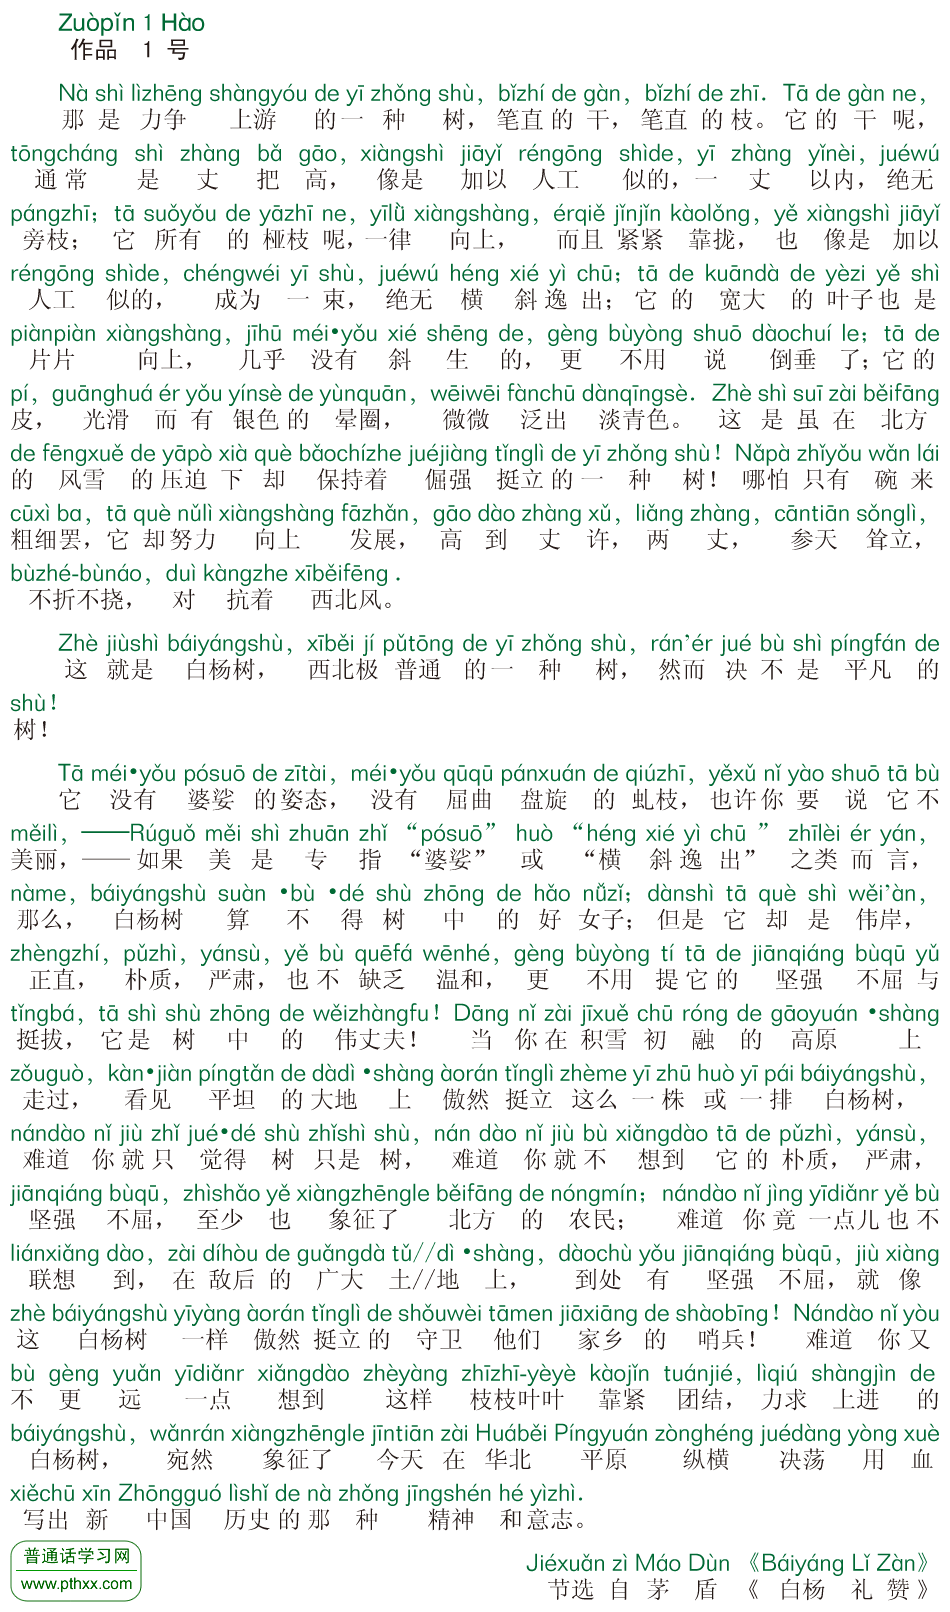 Zuòpǐn 1 Hào
作品 1 号
Nà shì lìzhēng shàngyóu de yī zhǒng shù, bǐzhí de gàn, bǐzhí de zhī. Tā de gàn ne,
那 是 力争 上游 的一 种 树, 笔直的 干, 笔直 的枝。它的 干 呢,
tōngcháng shì zhàng bǎ gāo, xiàngshì jiāyǐ réngōng shìde, yī zhàng yǐnèi, juéwú
通常 是 丈 把 高, 像是 加以 人工 似的, 一 丈 以内, 绝无
pángzhī; tā suǒyǒu de yāzhī ne, yīlǜ xiàngshàng, érqiě jǐnjǐn kàolǒng, yě xiàngshì jiāyǐ
旁枝; 它 所有 的 桠枝 呢, 一律 向上, 而且 紧紧 靠拢, 也 像是 加以
réngōng shìde, chéngwéi yī shù, juéwú héng xié yì chū; tā de kuāndà de yèzi yě shì
人工 似的, 成为 一 束, 绝无 横 斜逸 出; 它 的 宽大 的 叶子也 是
piànpiàn xiàngshàng, jīhū méi•yǒu xié shēng de, gèng bùyòng shuō dàochuí le; tā de
片片 向上, 几乎 没有 斜 生 的, 更 不用 说 倒垂 了; 它的
pí, guānghuá ér yǒu yínsè de yùnquān, wēiwēi fànchū dànqīngsè. Zhè shì suī zài běifāng
皮, 光滑 而 有 银色的 晕圈, 微微 泛出 淡青色。 这 是 虽 在 北方
de fēngxuě de yāpò xià què bǎochízhe juéjiàng tǐnglì de yī zhǒng shù! Nǎpà zhǐyǒu wǎn lái
的 风雪 的压迫 下 却 保持着 倔强 挺立的一 种 树! 哪怕 只有 碗 来
cūxì ba, tā què nǔlì xiàngshàng fāzhǎn, gāo dào zhàng xǔ, liǎng zhàng, cāntiān sǒnglì,
粗细罢, 它 却努力 向上 发展, 高 到 丈 许, 两 丈, 参天 耸立,
bùzhé-bùnáo, duì kàngzhe xīběifēng .
不折不挠, 对 抗着 西北风。
Zhè jiùshì báiyángshù, xīběi jí pǔtōng de yī zhǒng shù, rán’ér jué bù shì píngfán de
这 就是 白杨树, 西北极 普通 的一 种 树, 然而 决 不 是 平凡 的
shù!
树!
Tā méi•yǒu pósuō de zītài, méi•yǒu qūqū pánxuán de qiúzhī, yěxǔ nǐ yào shuō tā bù
它 没有 婆娑 的姿态, 没有 屈曲 盘旋 的 虬枝, 也许你 要 说 它不
měilì, ——Rúguǒ měi shì zhuān zhǐ “pósuō” huò “héng xié yì chū ” zhīlèi ér yán,
美丽, —— 如果 美 是 专 指 “婆娑” 或 “横 斜逸 出” 之类 而 言,
nàme, báiyángshù suàn •bù •dé shù zhōng de hǎo nǚzǐ; dànshì tā què shì wěi’àn,
那么, 白杨树 算 不 得 树 中 的 好 女子; 但是 它 却 是 伟岸,
zhèngzhí, pǔzhì, yánsù, yě bù quēfá wēnhé, gèng bùyòng tí tā de jiānqiáng bùqū yǔ
正直, 朴质, 严肃, 也不 缺乏 温和, 更 不用 提它的 坚强 不屈 与
tǐngbá, tā shì shù zhōng de wěizhàngfu! Dāng nǐ zài jīxuě chū róng de gāoyuán •shàng
挺拔, 它是 树 中 的 伟丈夫! 当 你在 积雪 初 融 的 高原 上
zǒuguò, kàn•jiàn píngtǎn de dàdì •shàng àorán tǐnglì zhème yī zhū huò yī pái báiyángshù,
走过, 看见 平坦 的大地 上 傲然 挺立 这么 一 株 或 一 排 白杨树,
nándào nǐ jiù zhǐ jué•dé shù zhǐshì shù, nán dào nǐ jiù bù xiǎngdào tā de pǔzhì, yánsù,
难道 你就只 觉得 树 只是 树, 难道 你就不 想到 它的 朴质, 严肃,
jiānqiáng bùqū, zhìshǎo yě xiàngzhēngle běifāng de nóngmín; nándào nǐ jìng yīdiǎnr yě bù
坚强 不屈, 至少 也 象征了 北方 的 农民; 难道 你竟 一点儿 也不
liánxiǎng dào, zài díhòu de guǎngdà tǔ//dì •shàng, dàochù yǒu jiānqiáng bùqū, jiù xiàng
联想 到, 在 敌后的 广大 土//地 上, 到处 有 坚强 不屈, 就 像
zhè báiyángshù yīyàng àorán tǐnglì de shǒuwèi tāmen jiāxiāng de shàobīng! Nándào nǐ yòu
这 白杨树 一样 傲然 挺立的 守卫 他们 家乡 的 哨兵! 难道 你又
bù gèng yuǎn yīdiǎnr xiǎngdào zhèyàng zhīzhī-yèyè kàojǐn tuánjié, lìqiú shàngjìn de
不 更 远 一点 想到 这样 枝枝叶叶 靠紧 团结, 力求 上进 的
báiyángshù, wǎnrán xiàngzhēngle jīntiān zài Huáběi Píngyuán zònghéng juédàng yòng xuè
白杨树, 宛然 象征了 今天 在 华北 平原 纵横 决荡 用 血
xiěchū xīn Zhōngguó lìshǐ de nà zhǒng jīngshén hé yìzhì.
写出 新 中国 历史的那 种 精神 和意志。
Jiéxuǎn zì Máo Dùn 《Báiyáng Lǐ Zàn》
节选 自 茅 盾 《 白杨 礼 赞 》
普通话学习网
www.pthxx.com